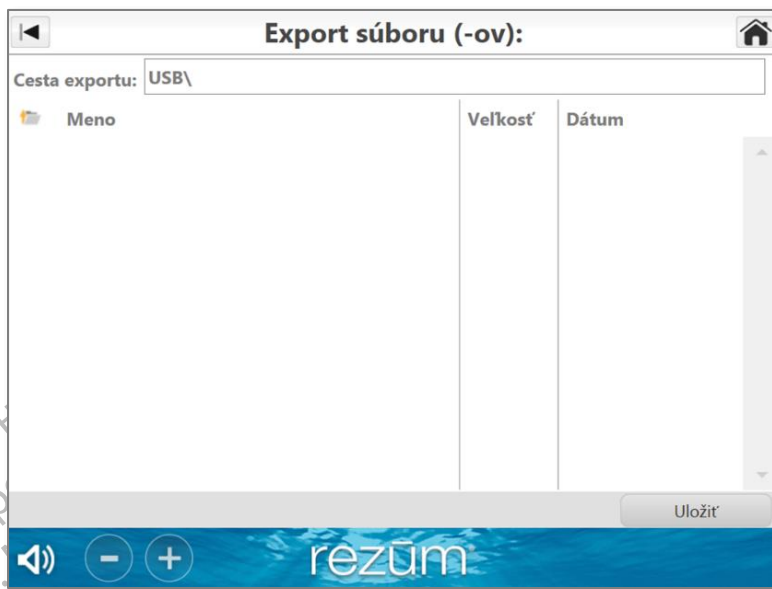 Export súboru (-ov):
Cesta exportu: USB\
Meno Veľkosť Dátum
Uložiť
rezūm